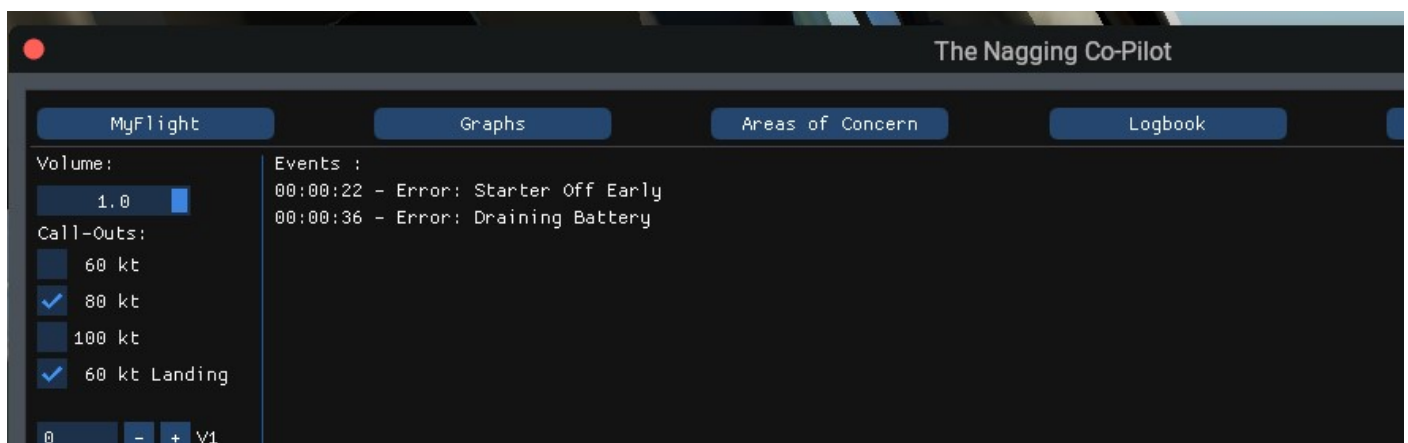 The Nagging Co-Pilot
MyFlight Graphs Areas of Concern Logbook
Volume:
1.0
Call-Outs:
60 kt
80 kt
100 kt
60 kt Landing
0 - + V1
Events :
00:00:22 - Error: Starter Off Early
00:00:36 - Error: Draining Battery